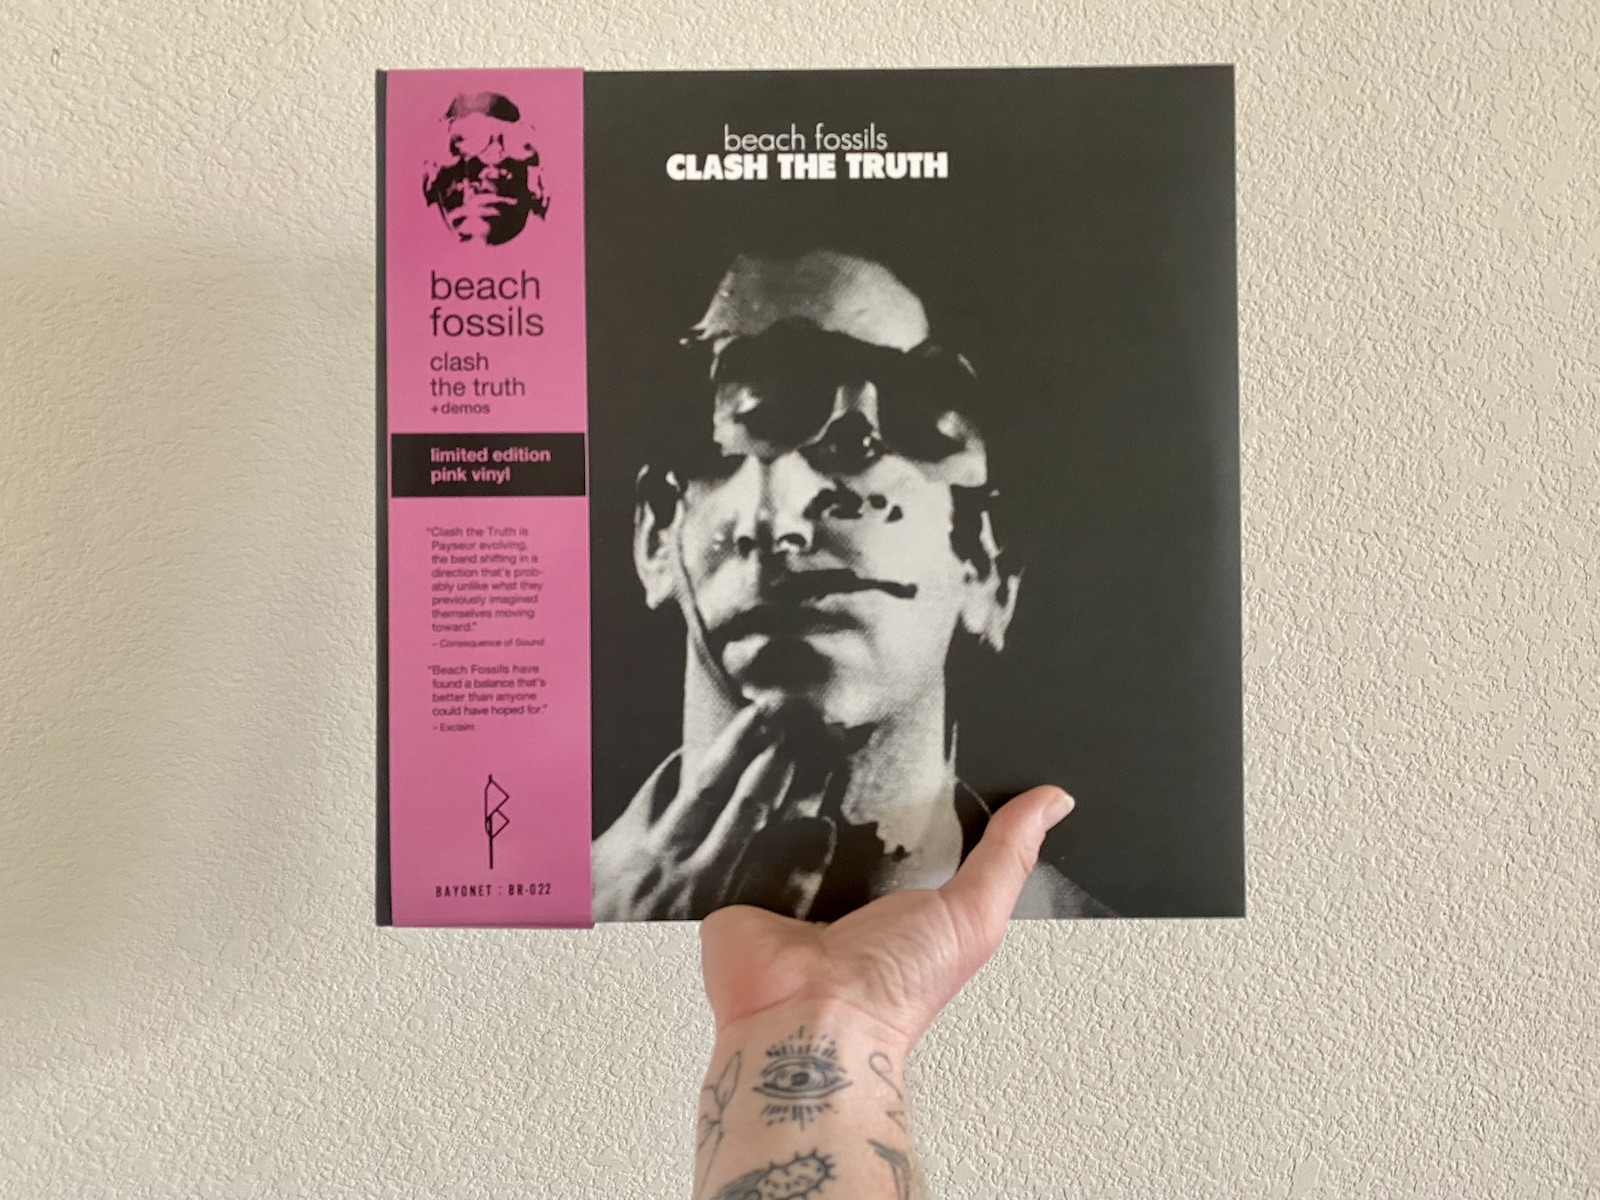 beach fossils
CLASH THE TRUTH
beach
fossils
clash
the truth
+demos
limited edition
pink vinyl
"Clash the Truth is
Payseur evolving,
the band shifting in a
direction that's prob-
ably unlike what they
previously imagined
themselves moving
toward."
- Consequence of Sound
"Beach Fossils have
found a balance that's
better than anyone
could have hoped for."
- Exclaim
BAYONET : BR-022